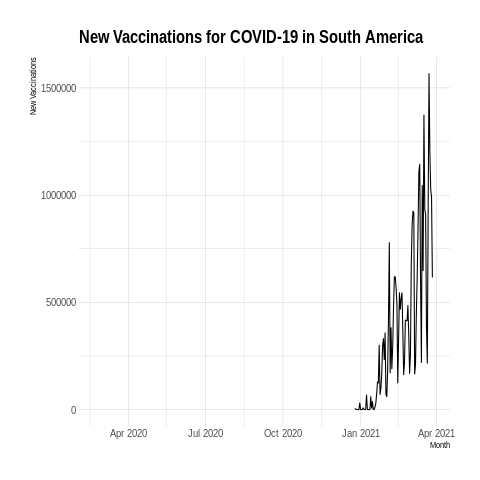 New Vaccinations for COVID-19 in South America
New Vaccinations
1500000
1000000
500000
0
Apr 2020 Jul 2020 Oct 2020 Jan 2021 Apr 2021
Month